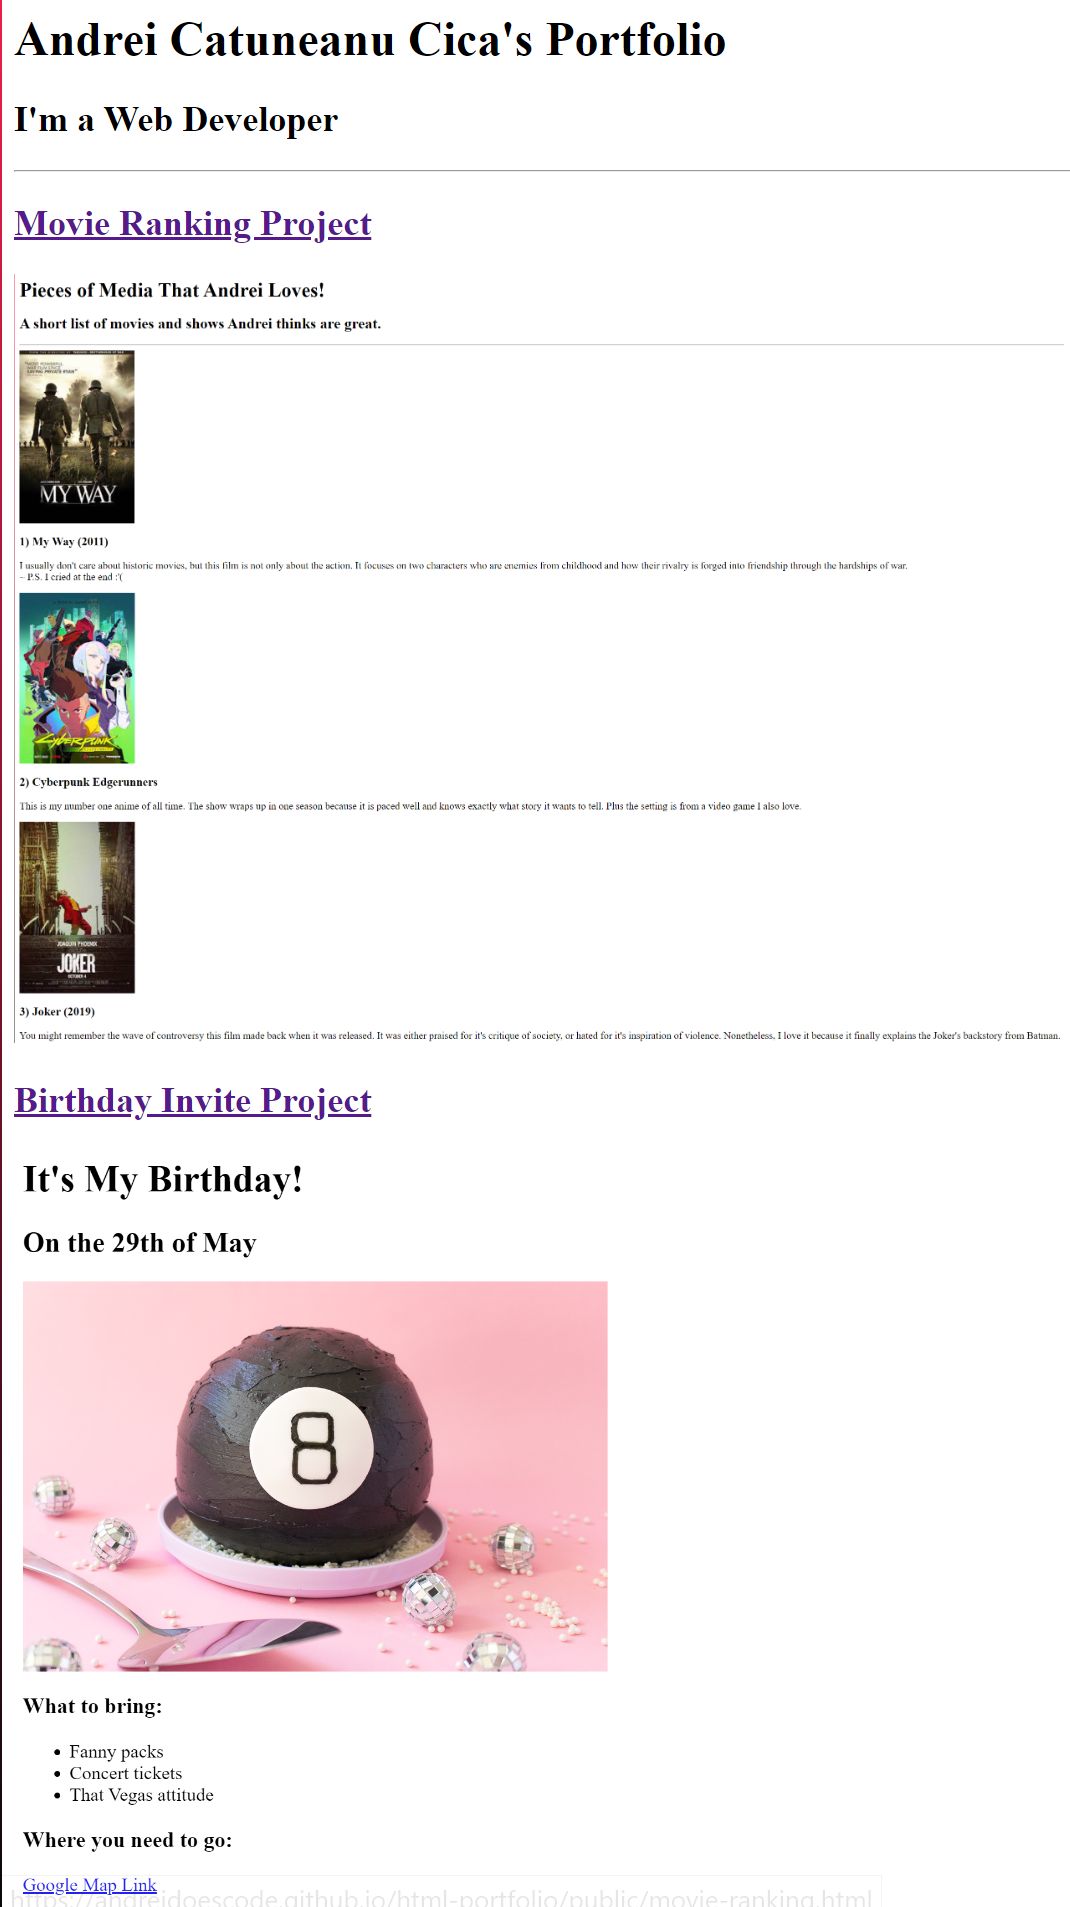 Andrei Catuneanu Cica's Portfolio
I'm a Web Developer
Movie Ranking Project
Pieces of Media That Andrei Loves!
A short list of movies and shows Andrei thinks are great.
MY WAY
1) My Way (2011)
I usually don't care about historic movies, but this film is not only about the action. It focuses on two characters who are enemies from childhood and how their rivalry is forged into friendship through the hardships of war.
~ P.S. I cried at the end :'(
CYBERPUNK
2) Cyberpunk Edgerunners
This is my number one anime of all time. The show wraps up in one season because it is paced well and knows exactly what story it wants to tell. Plus the setting is from a video game I also love.
JOAQUIN PHOENIX
JOKER
OCTOBER 4
3) Joker (2019)
You might remember the wave of controversy this film made back when it was released. It was either praised for it's critique of society, or hated for it's inspiration of violence. Nonetheless, I love it because it finally explains the Joker's backstory from Batman.
Birthday Invite Project
It's My Birthday!
On the 29th of May
8
What to bring:
• Fanny packs
• Concert tickets
• That Vegas attitude
Where you need to go:
Google Map Link
https://andreidoescode.github.io/html-portfolio/public/movie-ranking.html